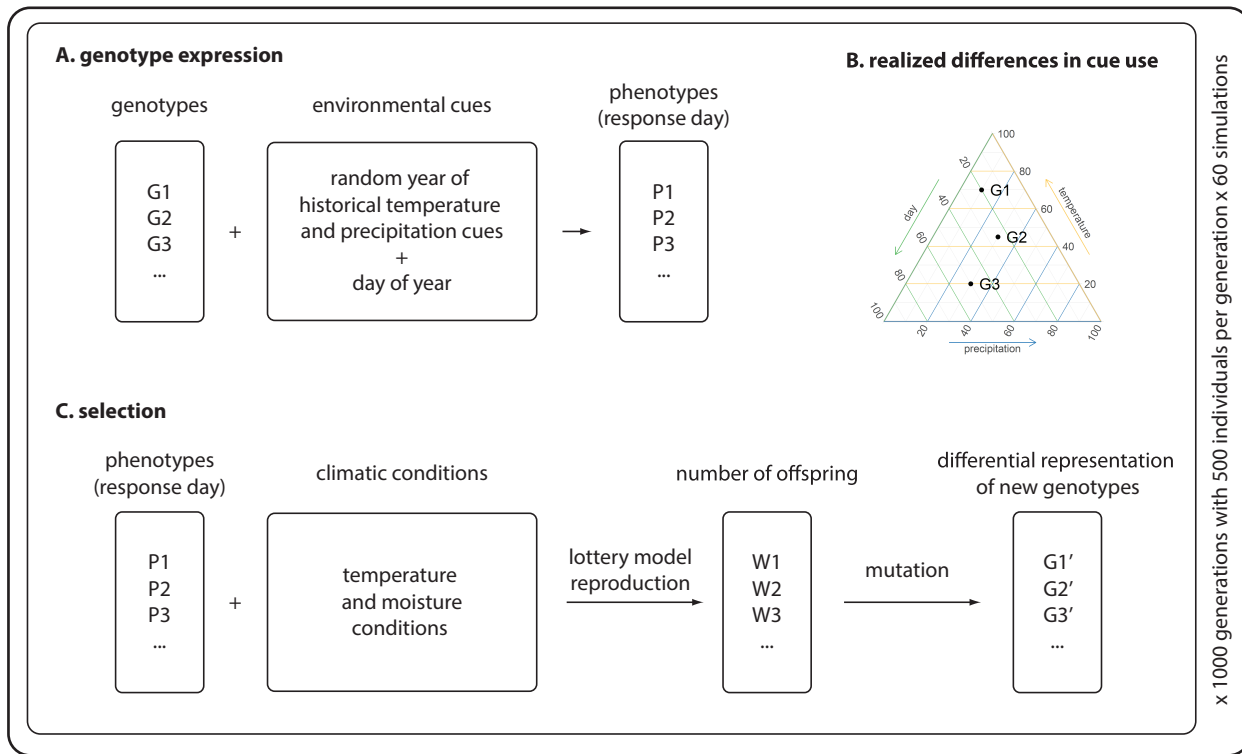 A. genotype expression
genotypes
environmental cues
phenotypes
(response day)
G1
G2
G3
...
+
random year of
historical temperature
and precipitation cues
+
day of year
P1
P2
P3
...
B. realized differences in cue use
100
80
60
40
20
temperature
20
40
60
80
100
day
G1
G2
G3
20
40
60
80
100
precipitation
C. selection
phenotypes
(response day)
climatic conditions
number of offspring
differential representation
of new genotypes
P1
P2
P3
...
+
temperature
and moisture
conditions
lottery model
reproduction
W1
W2
W3
...
mutation
G1’
G2’
G3’
...
x 1000 generations with 500 individuals per generation x 60 simulations